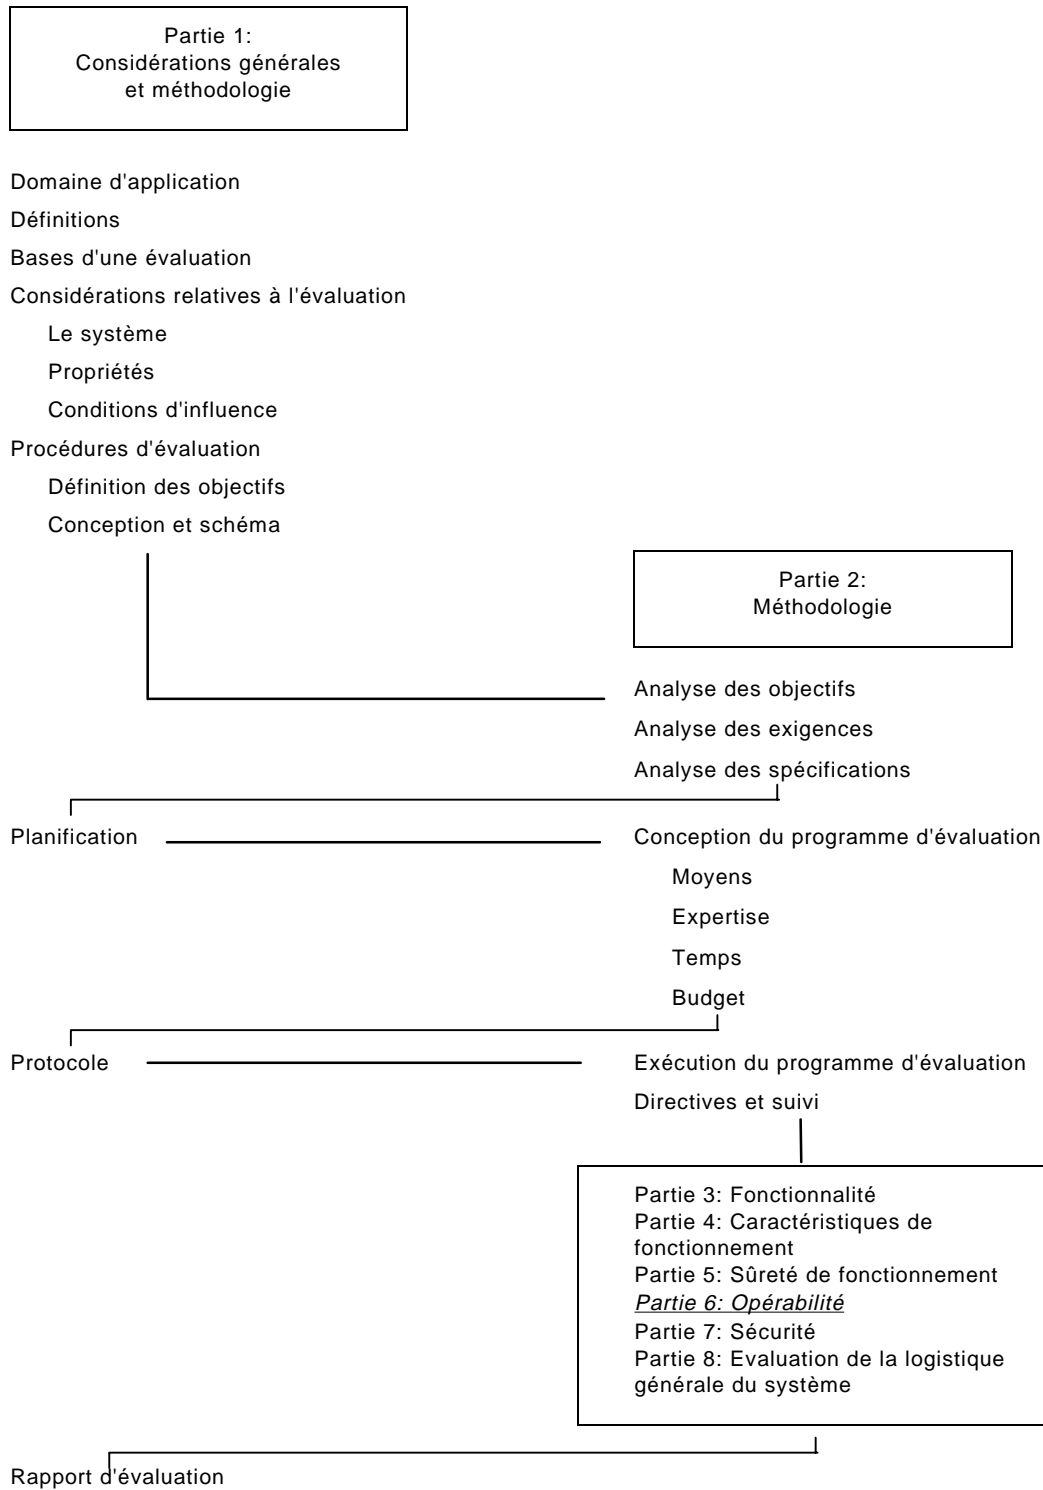 Partie 1:
Considérations générales
et méthodologie
Domaine d'application
Définitions
Bases d'une évaluation
Considérations relatives à l'évaluation
Le système
Propriétés
Conditions d'influence
Procédures d'évaluation
Définition des objectifs
Conception et schéma
Partie 2:
Méthodologie
Analyse des objectifs
Analyse des exigences
Analyse des spécifications
Planification
Conception du programme d'évaluation
Moyens
Expertise
Temps
Budget
Protocole
Exécution du programme d'évaluation
Directives et suivi
Partie 3: Fonctionnalité
Partie 4: Caractéristiques de
fonctionnement
Partie 5: Sûreté de fonctionnement
Partie 6: Opérabilité
Partie 7: Sécurité
Partie 8: Evaluation de la logistique
générale du système
Rapport d'évaluation